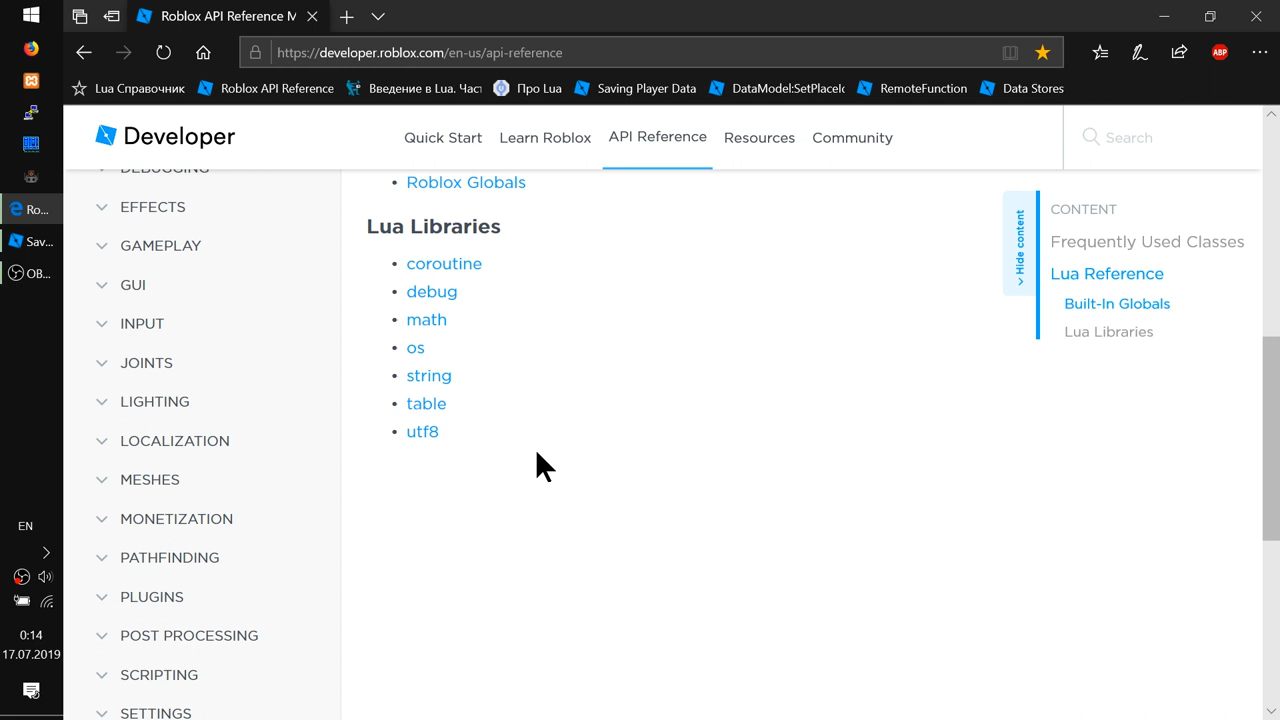 Roblox API Reference M
https://developer.roblox.com/en-us/api-reference
ABP
Lua Справочник
Roblox API Reference
Введение в Lua. Част
Про Lua
Saving Player Data
DataModel:SetPlaceIc
RemoteFunction
Data Stores
Developer
Quick Start
Learn Roblox
API Reference
Resources
Community
Search
DEBUGGING
EFFECTS
GAMEPLAY
GUI
INPUT
JOINTS
LIGHTING
LOCALIZATION
MESHES
MONETIZATION
PATHFINDING
PLUGINS
POST PROCESSING
SCRIPTING
SETTINGS
• Roblox Globals
Lua Libraries
• coroutine
• debug
• math
• os
• string
• table
• utf8
Hide content
CONTENT
Frequently Used Classes
Lua Reference
Built-In Globals
Lua Libraries
Ro...
Sav...
OB...
EN
0:14
17.07.2019